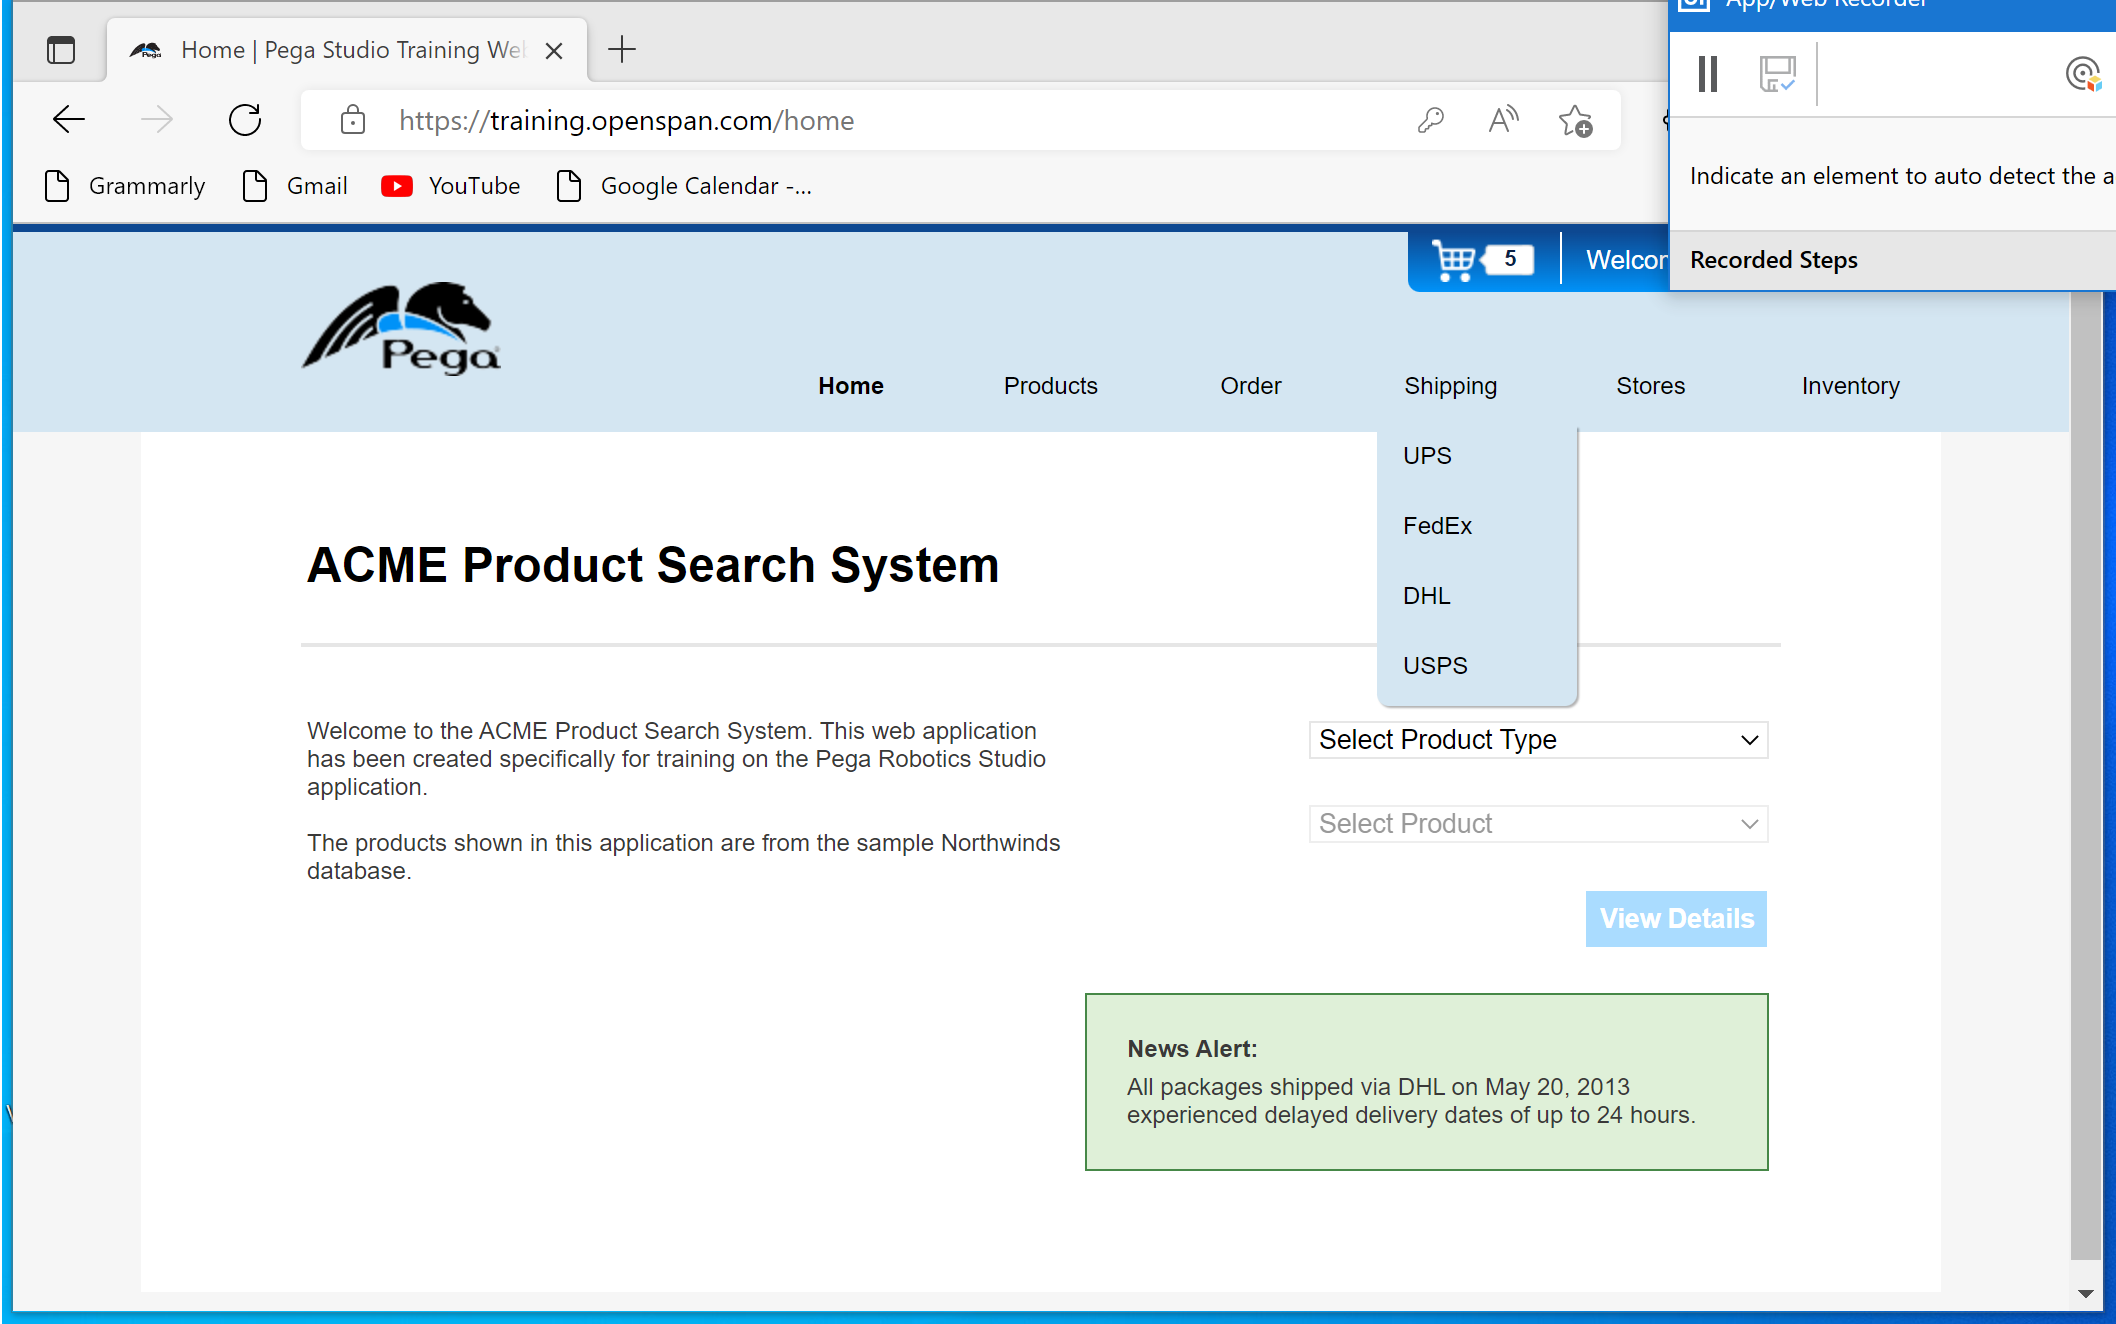 Home | Pega Studio Training We
App/Web Recorder
https://training.openspan.com/home
Grammarly
Gmail
YouTube
Google Calendar -...
Indicate an element to auto detect the a
Recorded Steps
5
Welcom
Pega
Home
Products
Order
Shipping
Stores
Inventory
UPS
FedEx
DHL
USPS
ACME Product Search System
Welcome to the ACME Product Search System. This web application
has been created specifically for training on the Pega Robotics Studio
application.
The products shown in this application are from the sample Northwinds
database.
Select Product Type
Select Product
View Details
News Alert:
All packages shipped via DHL on May 20, 2013
experienced delayed delivery dates of up to 24 hours.